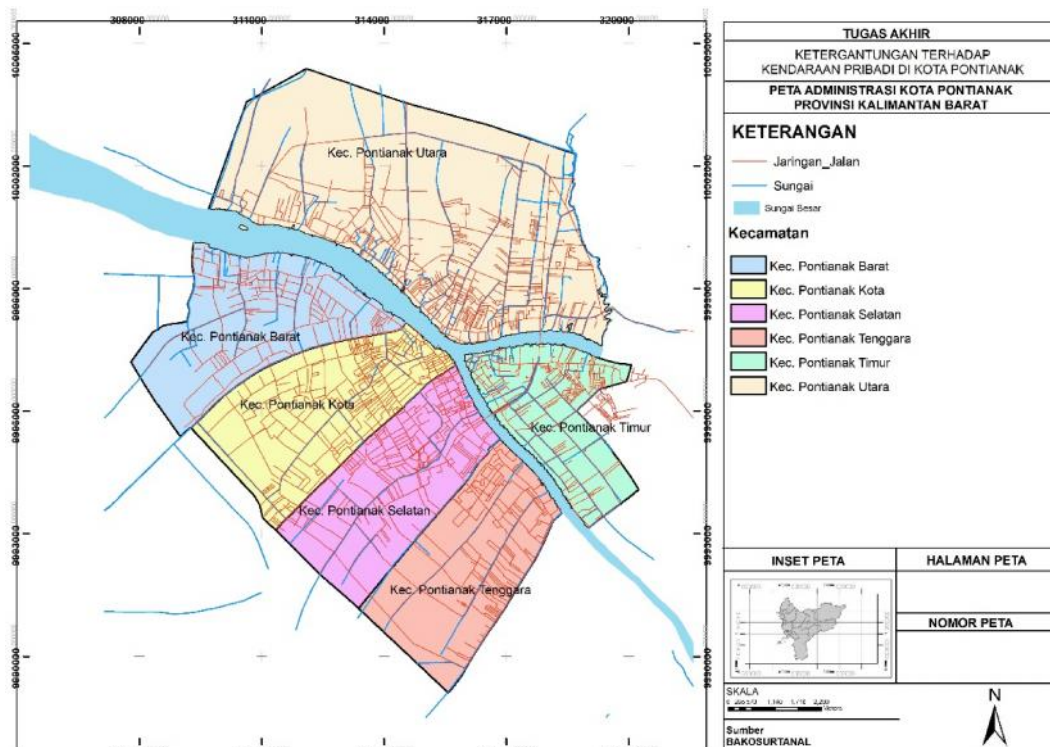 308000 311000 314000 317000 320000
Kec. Pontianak Utara
Kec. Pontianak Barat
Kec. Pontianak Kota
Kec. Pontianak Timur
Kec. Pontianak Selatan
Kec. Pontianak Tenggara
TUGAS AKHIR
KETERGANTUNGAN TERHADAP
KENDARAAN PRIBADI DI KOTA PONTIANAK
PETA ADMINISTRASI KOTA PONTIANAK
PROVINSI KALIMANTAN BARAT
KETERANGAN
Jaringan_Jalan
Sungai
Sungai Besar
Kecamatan
Kec. Pontianak Barat
Kec. Pontianak Kota
Kec. Pontianak Selatan
Kec. Pontianak Tenggara
Kec. Pontianak Timur
Kec. Pontianak Utara
INSET PETA
HALAMAN PETA
NOMOR PETA
SKALA
Meters
N
Sumber
BAKOSURTANAL